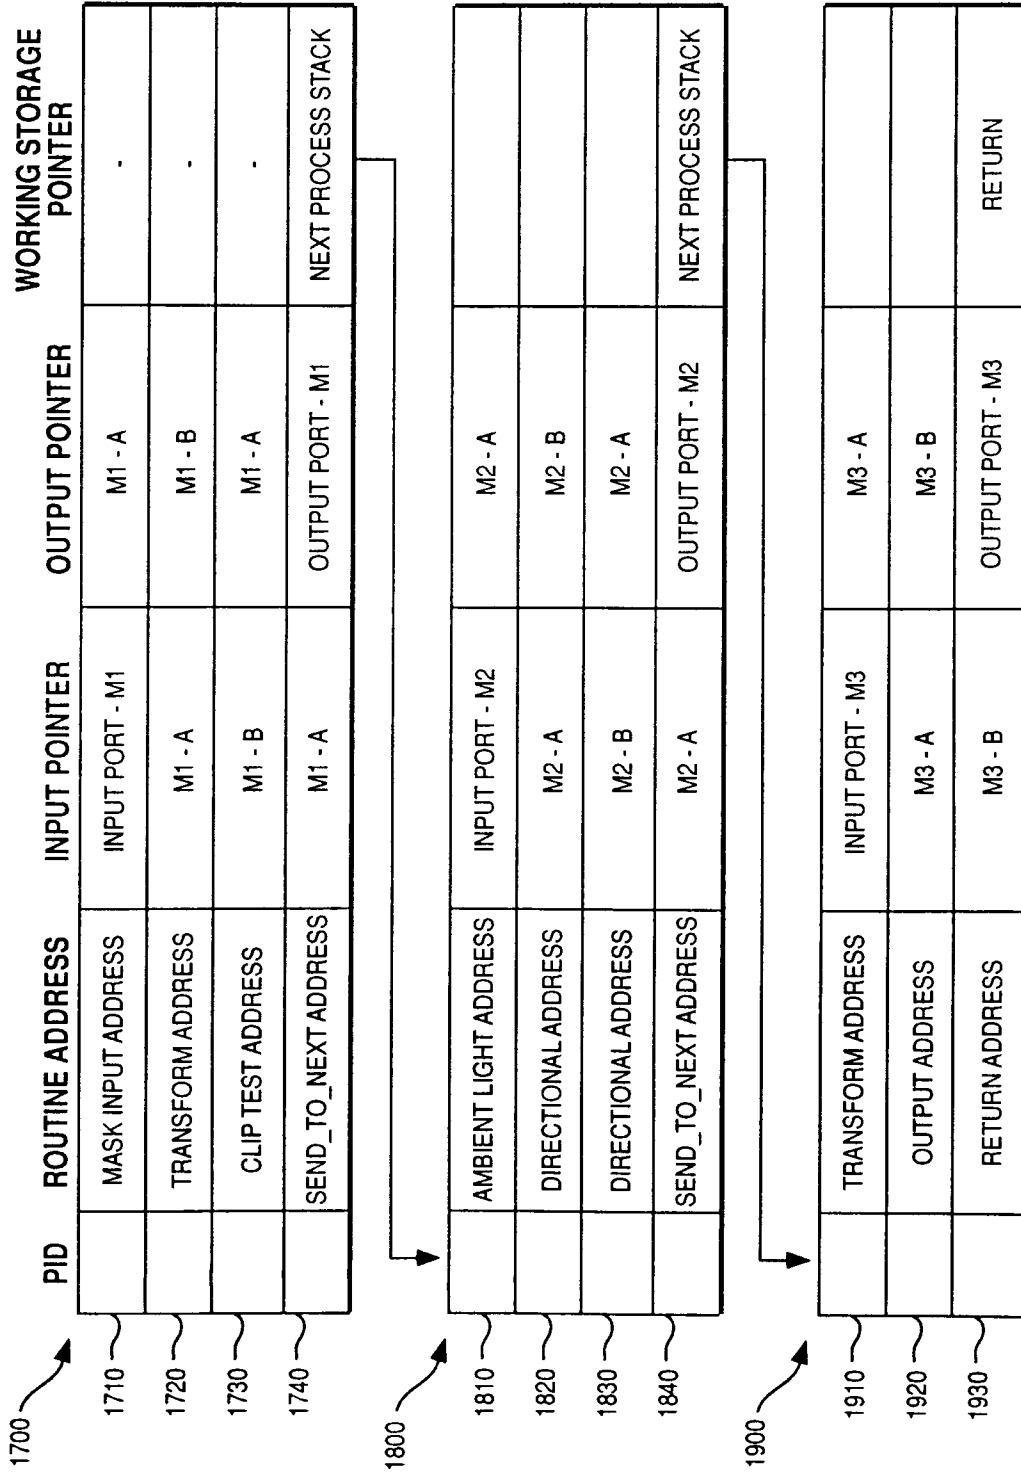 1700
PID ROUTINE ADDRESS INPUT POINTER OUTPUT POINTER WORKING STORAGE POINTER
1710 MASK INPUT ADDRESS INPUT PORT - M1 M1 - A -
1720 TRANSFORM ADDRESS M1 - A M1 - B -
1730 CLIP TEST ADDRESS M1 - B M1 - A -
1740 SEND_TO_NEXT ADDRESS M1 - A OUTPUT PORT - M1 NEXT PROCESS STACK
1800
1810 AMBIENT LIGHT ADDRESS INPUT PORT - M2 M2 - A
1820 DIRECTIONAL ADDRESS M2 - A M2 - B
1830 DIRECTIONAL ADDRESS M2 - B M2 - A
1840 SEND_TO_NEXT ADDRESS M2 - A OUTPUT PORT - M2 NEXT PROCESS STACK
1900
1910 TRANSFORM ADDRESS INPUT PORT - M3 M3 - A
1920 OUTPUT ADDRESS M3 - A M3 - B
1930 RETURN ADDRESS M3 - B OUTPUT PORT - M3 RETURN